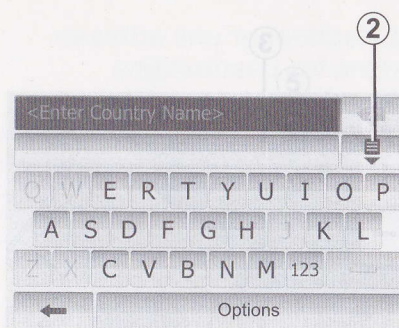 2
<Enter Country Name>
Q W E R T Y U I O P
A S D F G H J K L
Z X C V B N M 123
Options